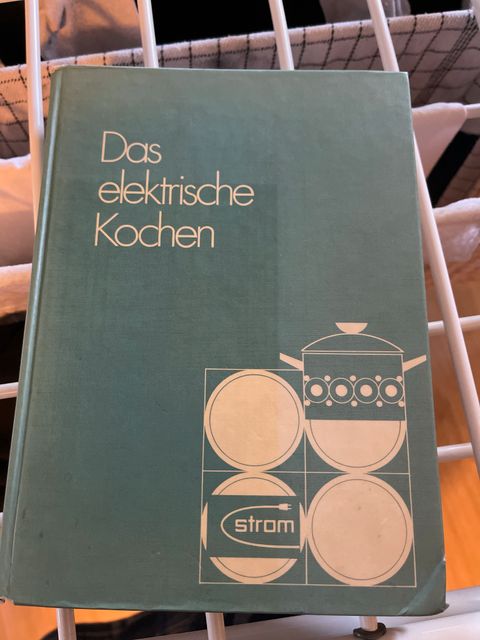 Das
elektrische
Kochen
strom